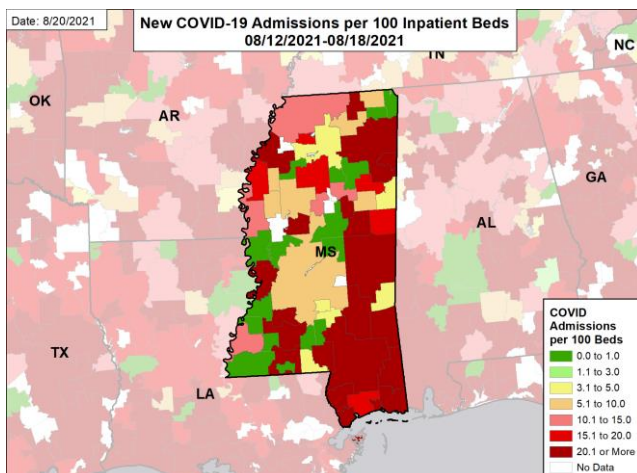 Date: 8/20/2021
New COVID-19 Admissions per 100 Inpatient Beds
08/12/2021-08/18/2021
TN
NC
OK
AR
GA
AL
MS
TX
LA
COVID
Admissions
per 100 Beds
0.0 to 1.0
1.1 to 3.0
3.1 to 5.0
5.1 to 10.0
10.1 to 15.0
15.1 to 20.0
20.1 or More
No Data